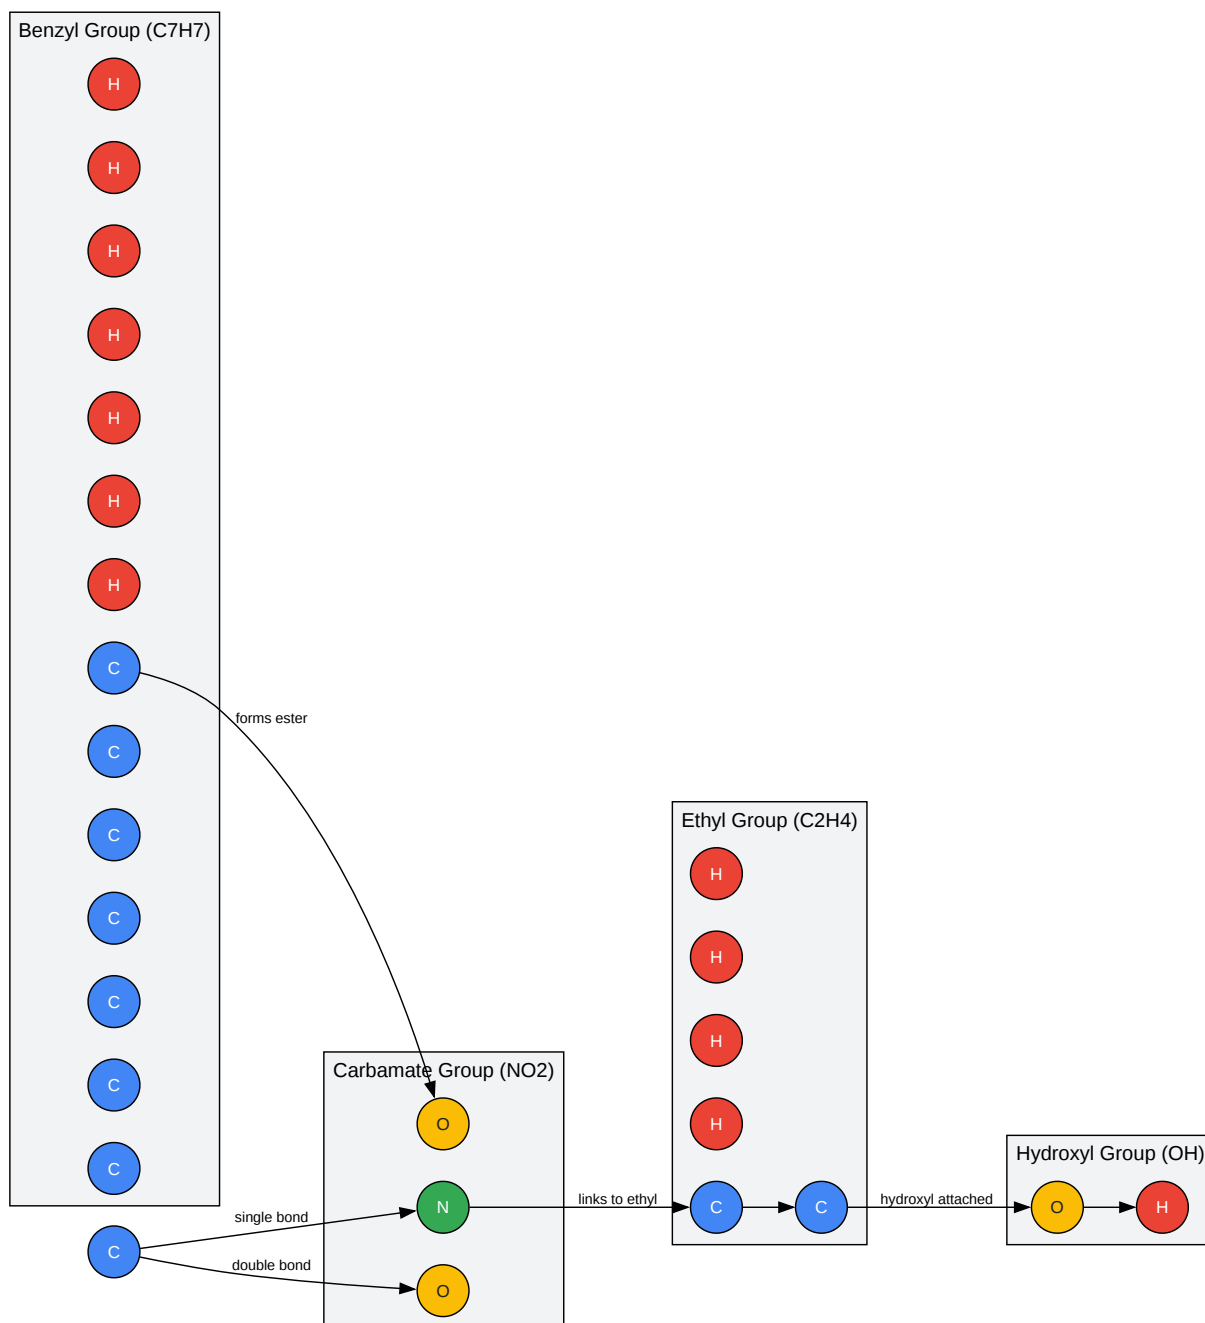 Benzyl Group (C7H7)
H
H
H
H
H
H
H
C
forms ester
C
C
C
C
C
C
C
single bond
double bond
Carbamate Group (NO2)
O
N
O
links to ethyl
Ethyl Group (C2H4)
H
H
H
H
C
C
hydroxyl attached
Hydroxyl Group (OH)
O
H